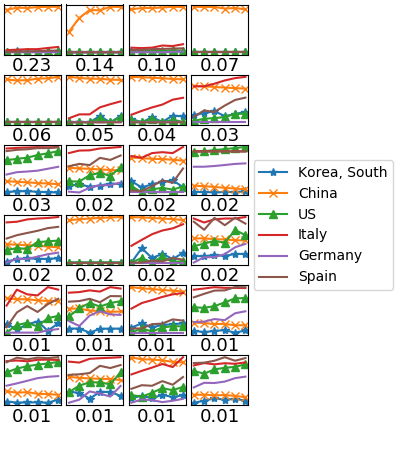 0.23 0.14 0.10 0.07
0.06 0.05 0.04 0.03
0.03 0.02 0.02 0.02
0.02 0.02 0.02 0.02
0.01 0.01 0.01 0.01
0.01 0.01 0.01 0.01
Korea, South
China
US
Italy
Germany
Spain